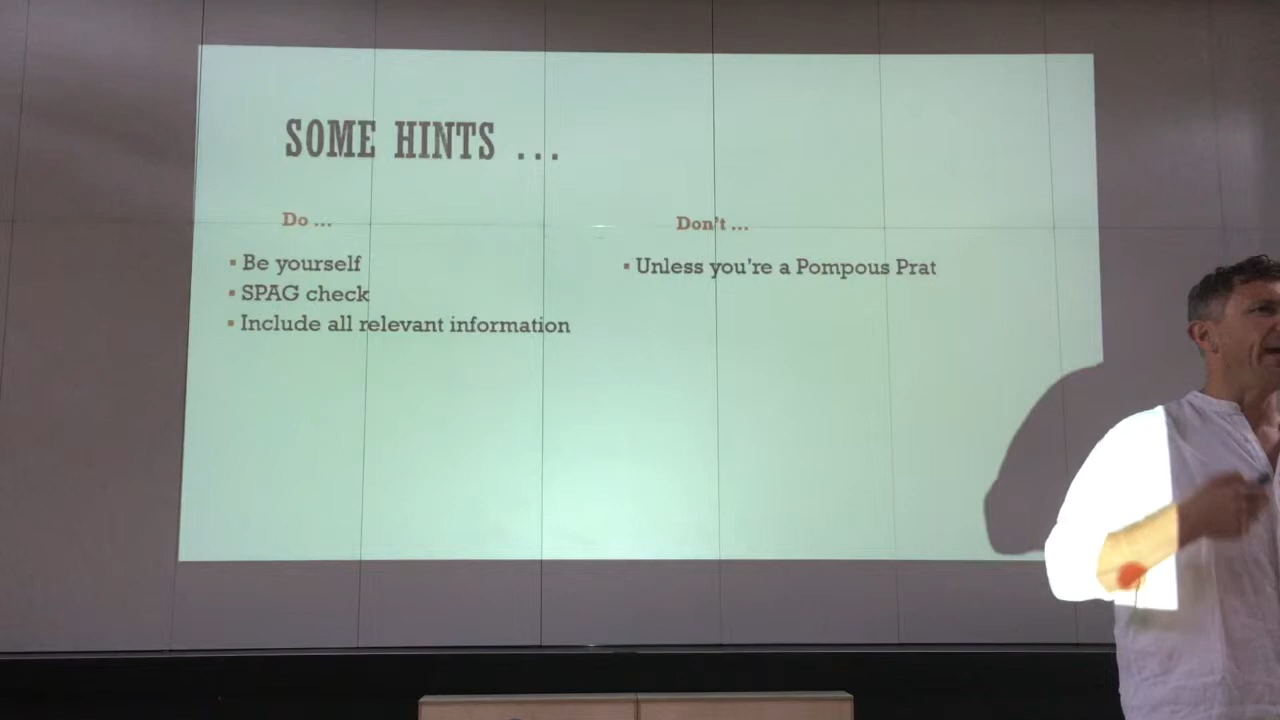 SOME HINTS ...
Do ...
▪ Be yourself
▪ SPAG check
▪ Include all relevant information
Don't ...
▪ Unless you're a Pompous Prat